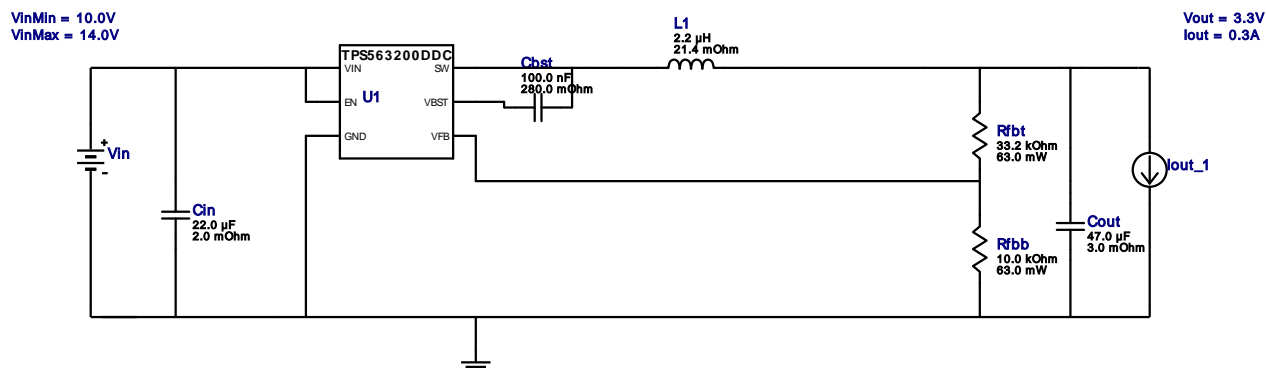 VinMin = 10.0V
VinMax = 14.0V
Vout = 3.3V
Iout = 0.3A
L1
2.2 µH
21.4 mOhm
TPS563200DDC
VIN
SW
EN
U1
VBST
GND
VFB
Cbst
100.0 nF
280.0 mOhm
Vin
+
-
Cin
22.0 µF
2.0 mOhm
Rfbt
33.2 kOhm
63.0 mW
Iout_1
Rfbb
10.0 kOhm
63.0 mW
Cout
47.0 µF
3.0 mOhm